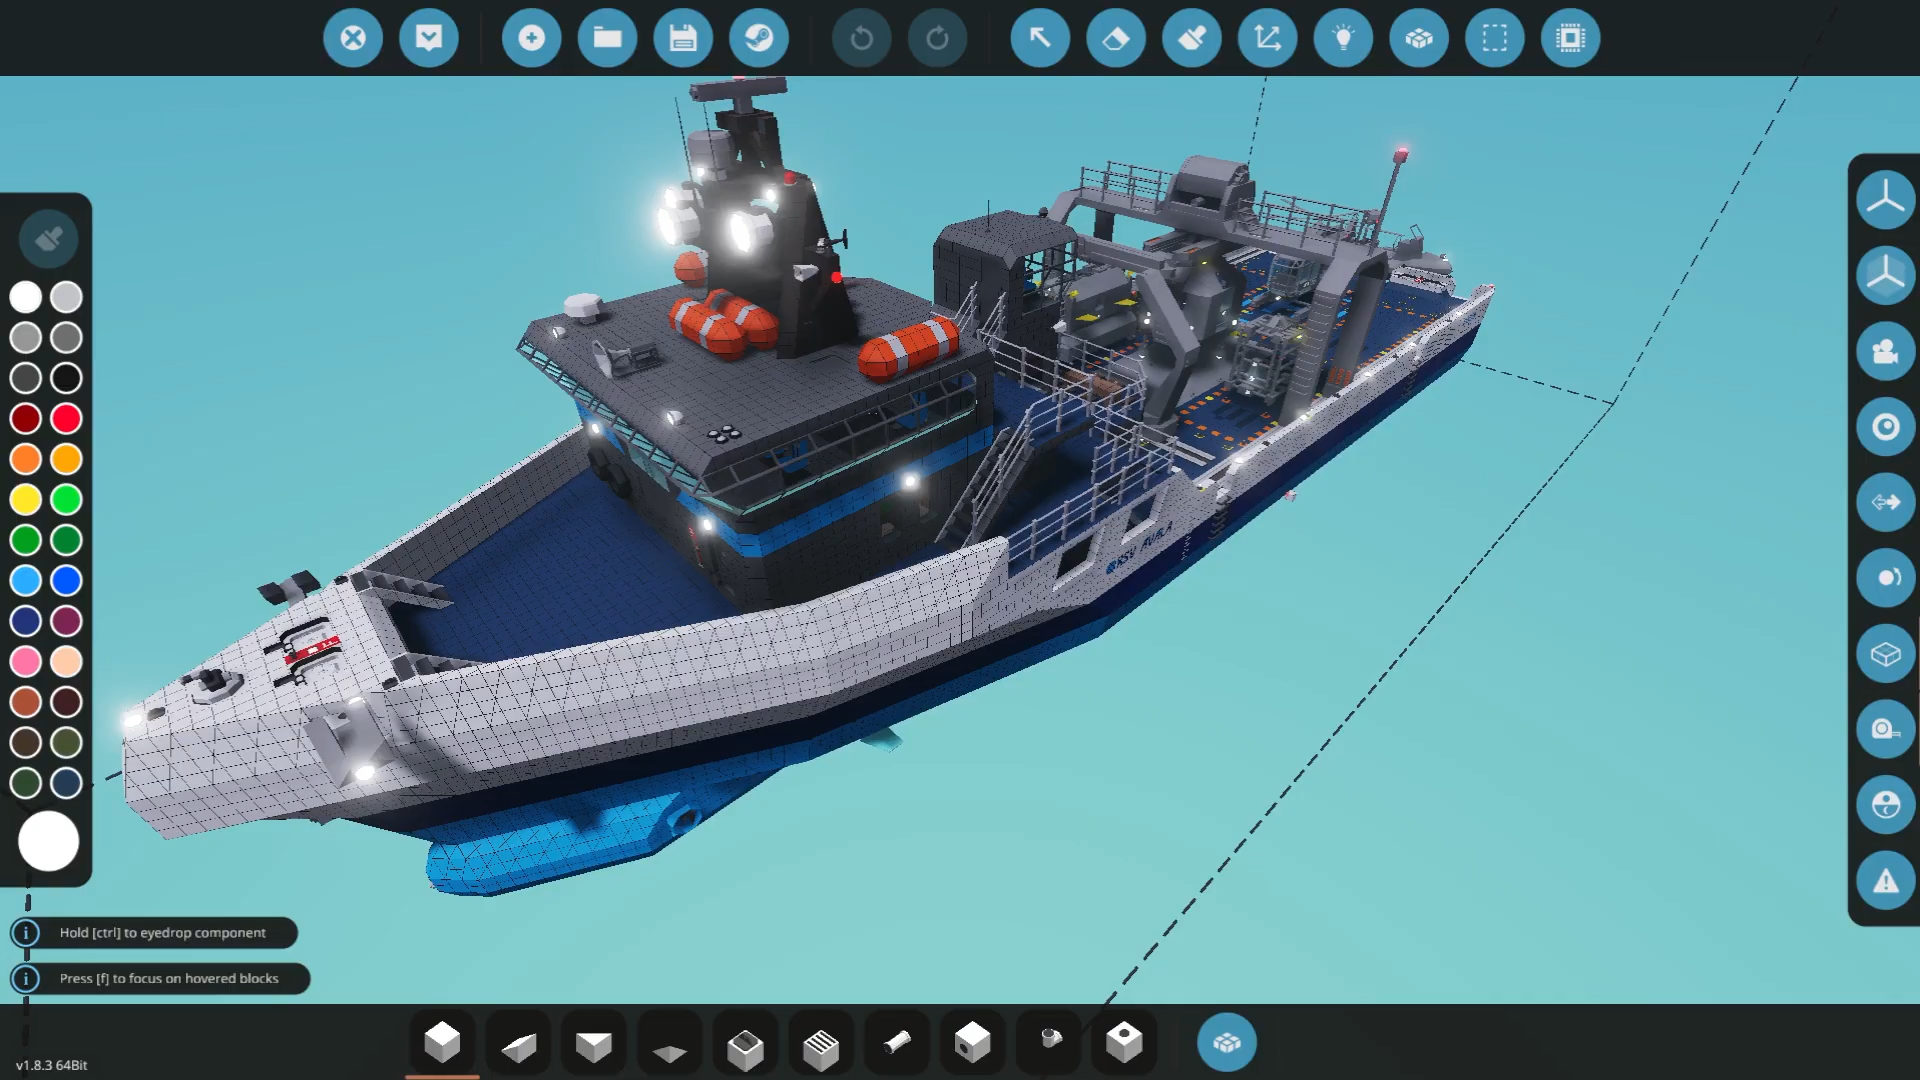 Hold [ctrl] to eyedrop component
Press [f] to focus on hovered blocks
v1.8.3 64Bit